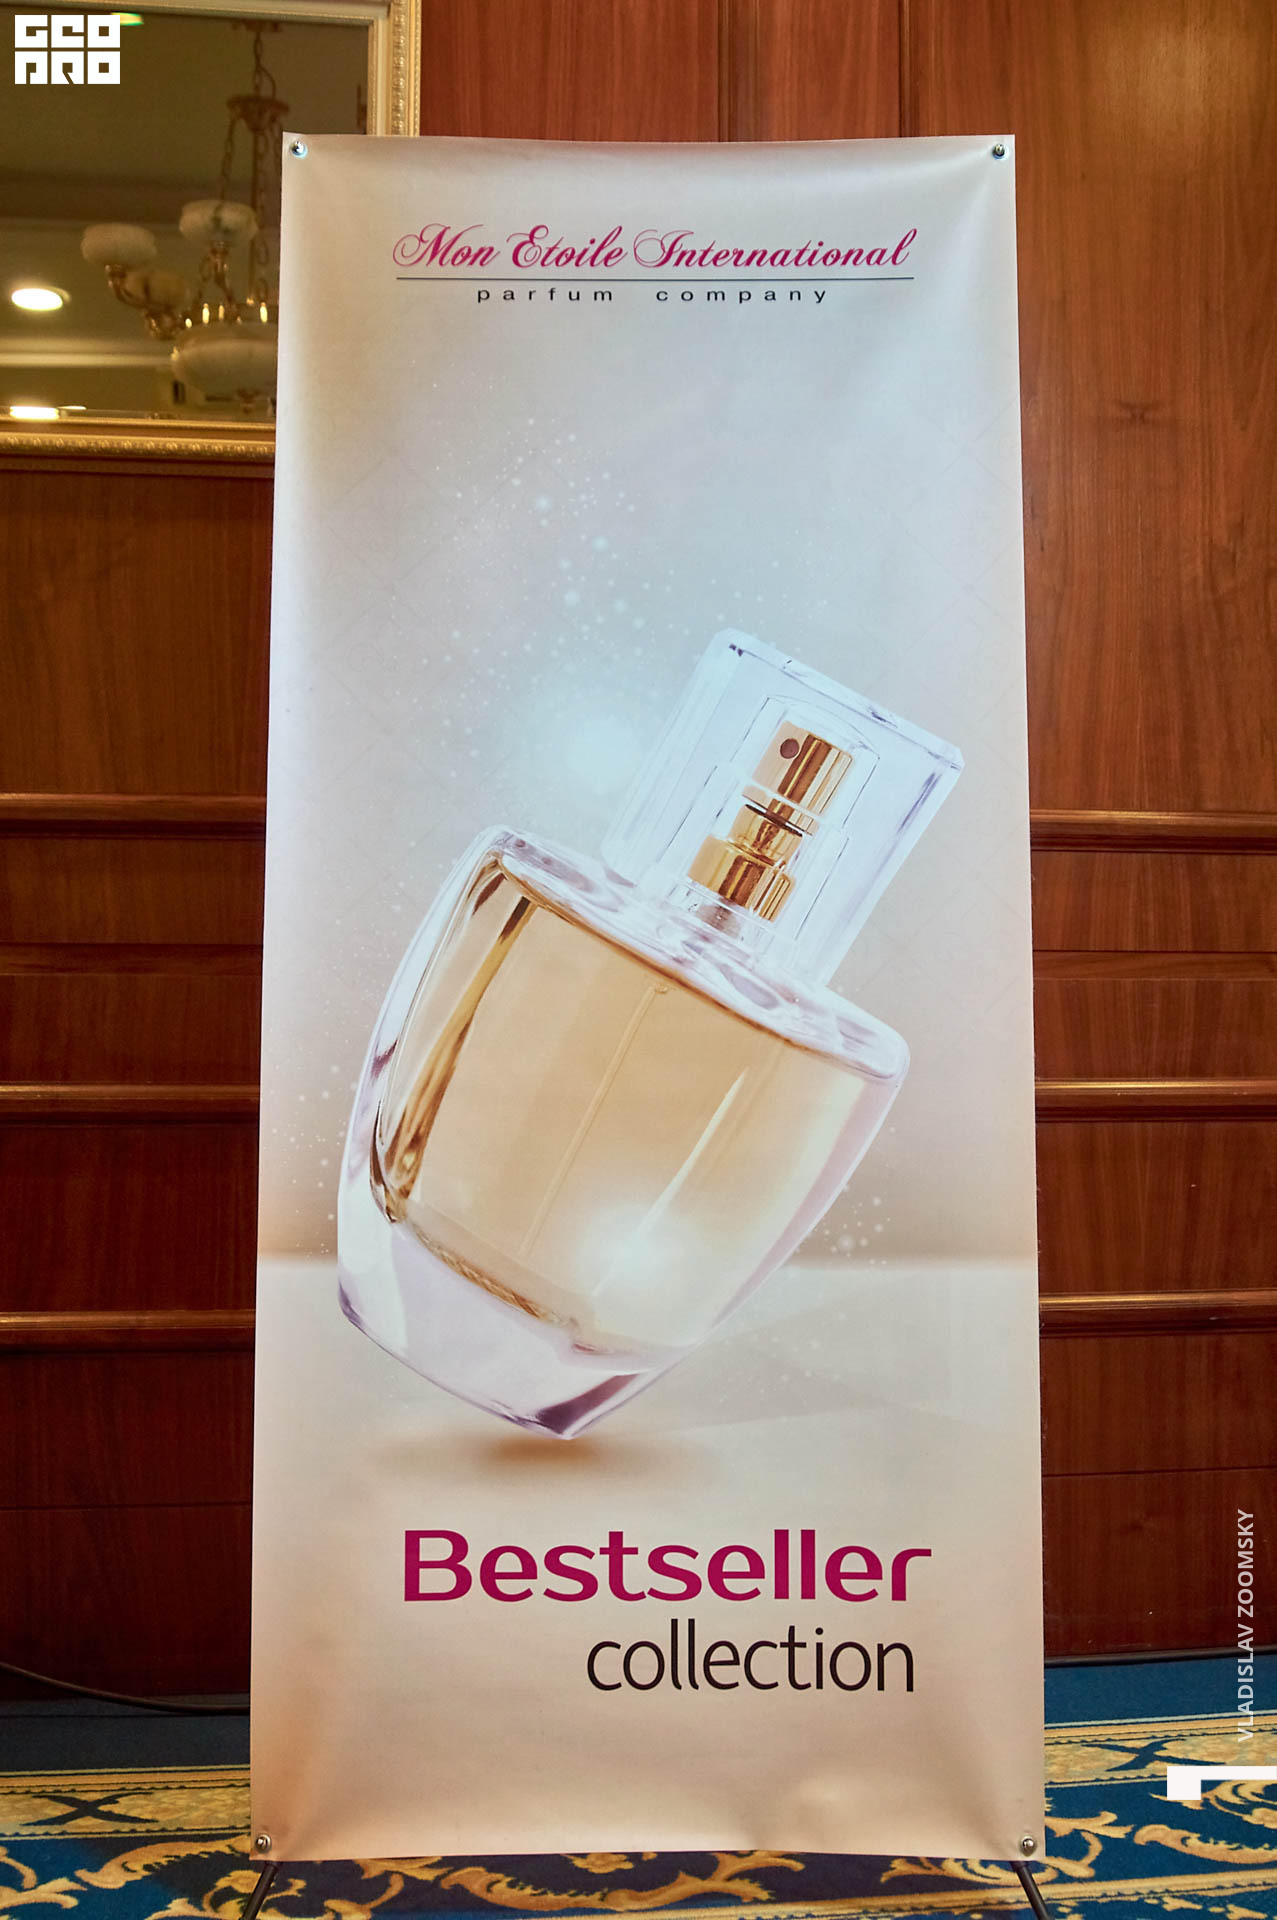 GEO
PRO
Mon Etoile International
parfum company
Bestseller
collection
VLADISLAV ZOOMSKY